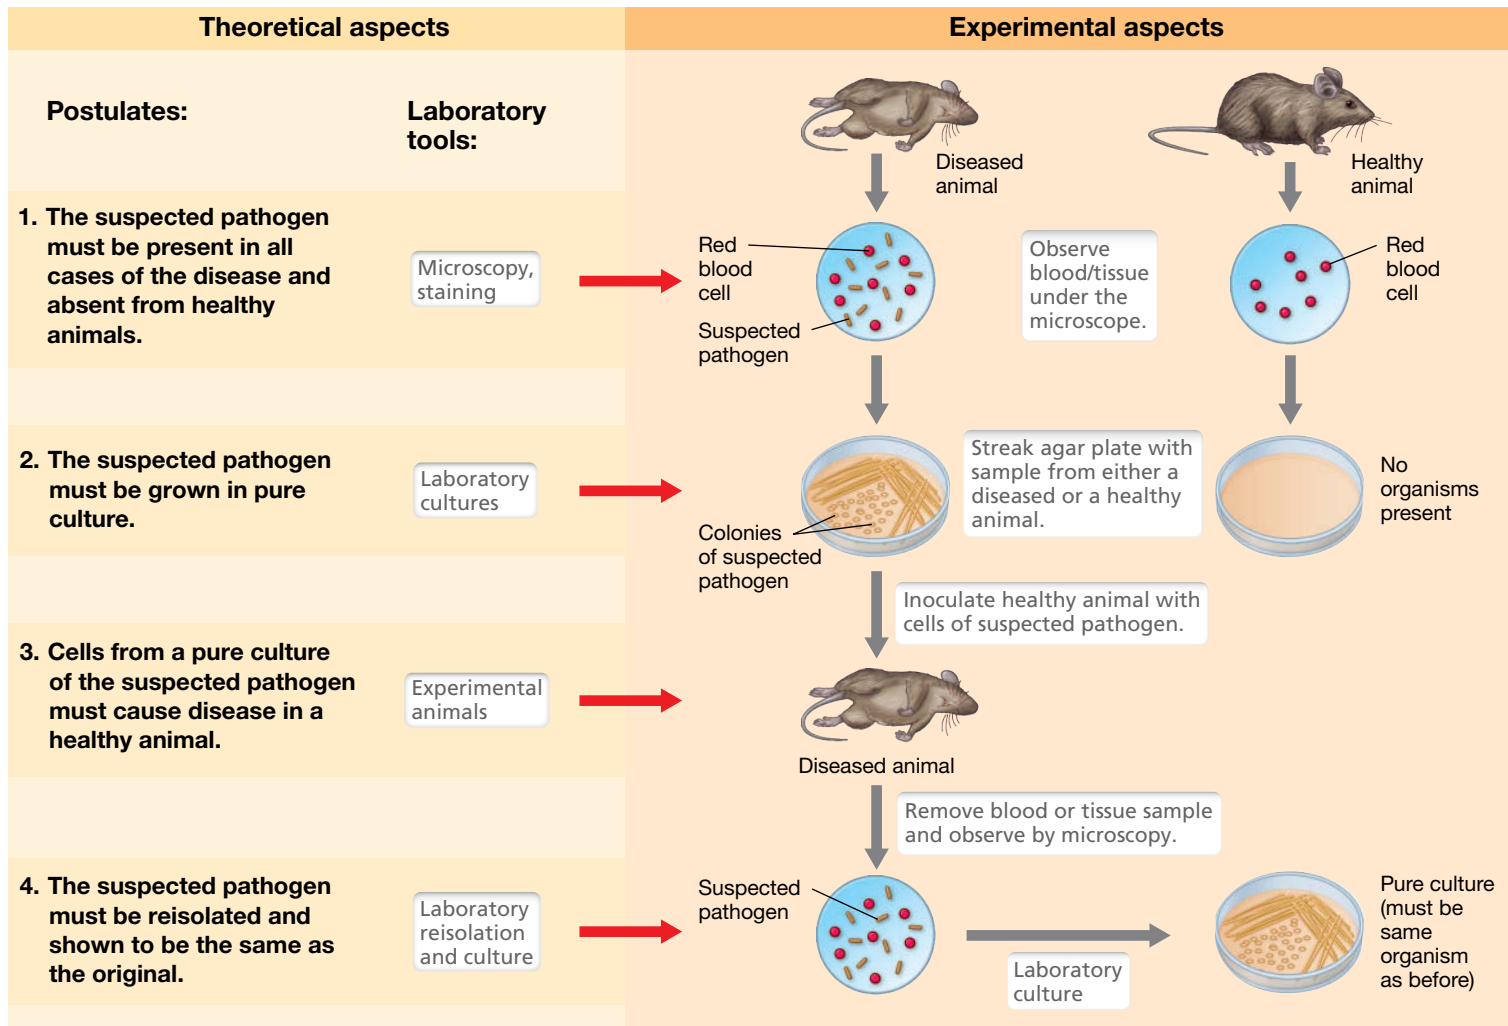 Theoretical aspects
Experimental aspects
Postulates:
Laboratory
tools:
Diseased
animal
Healthy
animal
1. The suspected pathogen
must be present in all
cases of the disease and
absent from healthy
animals.
Microscopy,
staining
Red
blood
cell
Suspected
pathogen
Observe
blood/tissue
under the
microscope.
Red
blood
cell
2. The suspected pathogen
must be grown in pure
culture.
Laboratory
cultures
Colonies
of suspected
pathogen
Streak agar plate with
sample from either a
diseased or a healthy
animal.
No
organisms
present
Inoculate healthy animal with
cells of suspected pathogen.
3. Cells from a pure culture
of the suspected pathogen
must cause disease in a
healthy animal.
Experimental
animals
Diseased animal
Remove blood or tissue sample
and observe by microscopy.
4. The suspected pathogen
must be reisolated and
shown to be the same as
the original.
Laboratory
reisolation
and culture
Suspected
pathogen
Laboratory
culture
Pure culture
(must be
same
organism
as before)